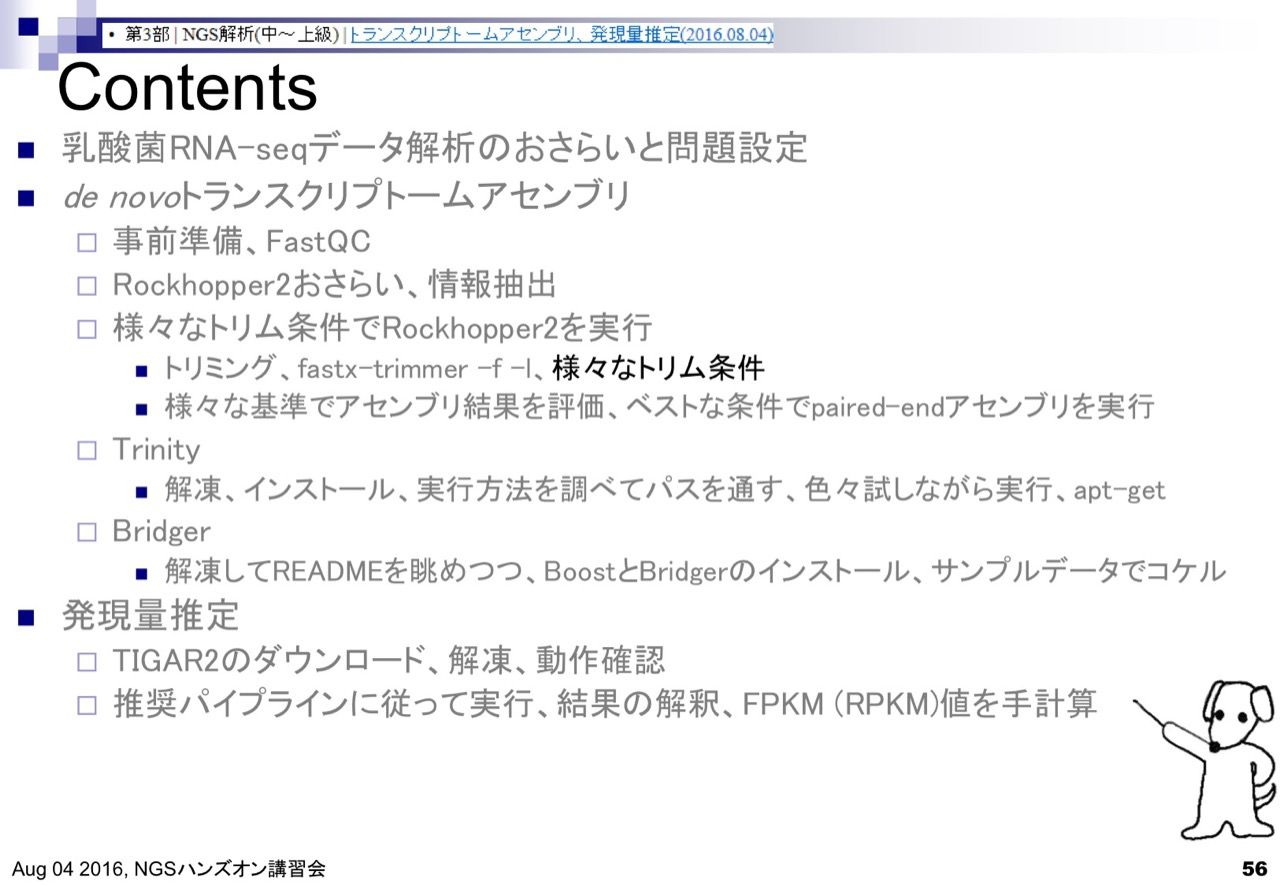 • 第3部 | NGS解析(中～上級) | トランスクリプトームアセンブリ、発現量推定(2016.08.04)
Contents
乳酸菌RNA-seqデータ解析のおさらいと問題設定
de novoトランスクリプトームアセンブリ
事前準備、FastQC
Rockhopper2おさらい、情報抽出
様々なトリム条件でRockhopper2を実行
トリミング、fastx-trimmer -f -l、様々なトリム条件
様々な基準でアセンブリ結果を評価、ベストな条件でpaired-endアセンブリを実行
Trinity
解凍、インストール、実行方法を調べてパスを通す、色々試しながら実行、apt-get
Bridger
解凍してREADMEを眺めつつ、BoostとBridgerのインストール、サンプルデータでコケル
発現量推定
TIGAR2のダウンロード、解凍、動作確認
推奨パイプラインに従って実行、結果の解釈、FPKM (RPKM)値を手計算
Aug 04 2016, NGSハンズオン講習会
56